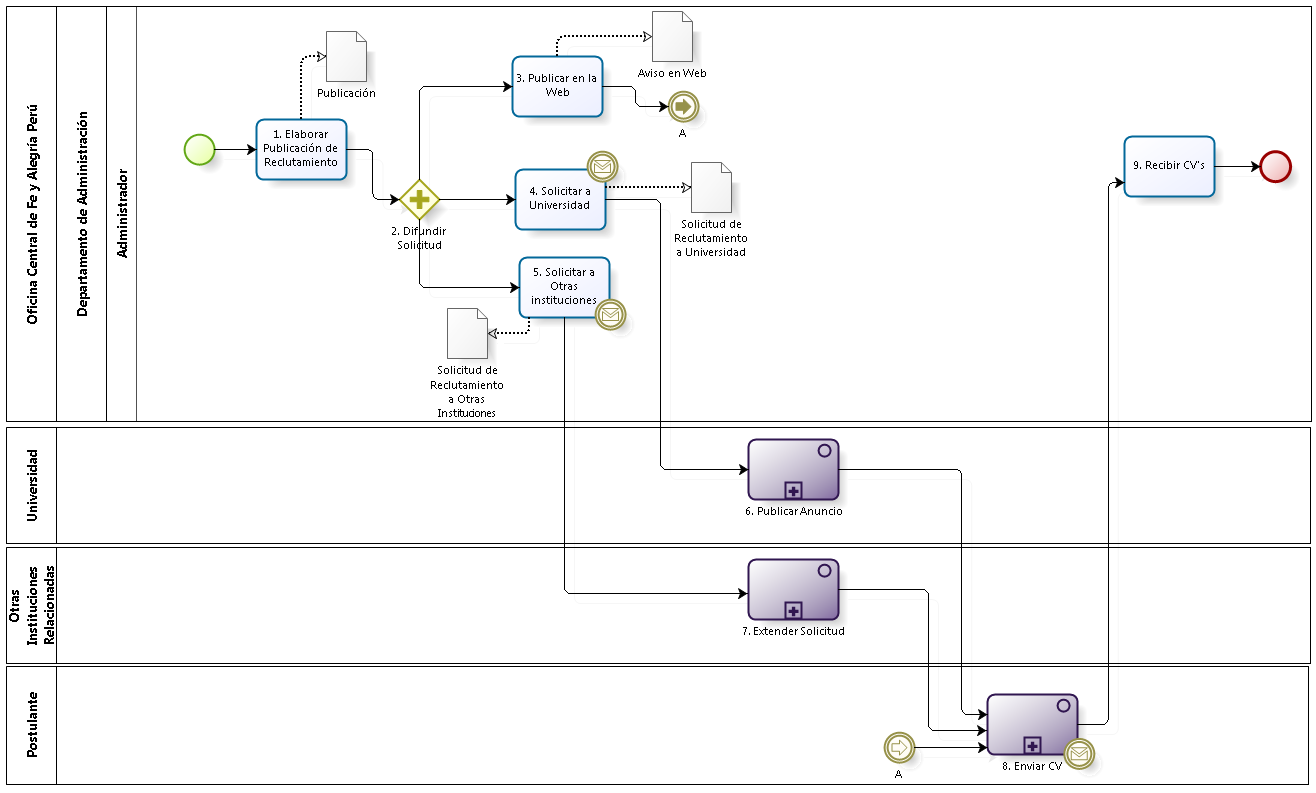 Oficina Central de Fe y Alegría Perú
Departamento de Administración
Administrador
Publicación
1. Elaborar
Publicación de
Reclutamiento
2. Difundir
Solicitud
3. Publicar en la
Web
Aviso en Web
A
4. Solicitar a
Universidad
Solicitud de
Reclutamiento
a Universidad
5. Solicitar a
Otras
instituciones
Solicitud de
Reclutamiento
a Otras
Instituciones
9. Recibir CV's
Universidad
6. Publicar Anuncio
Otras
Instituciones
Relacionadas
7. Extender Solicitud
Postulante
A
8. Enviar CV